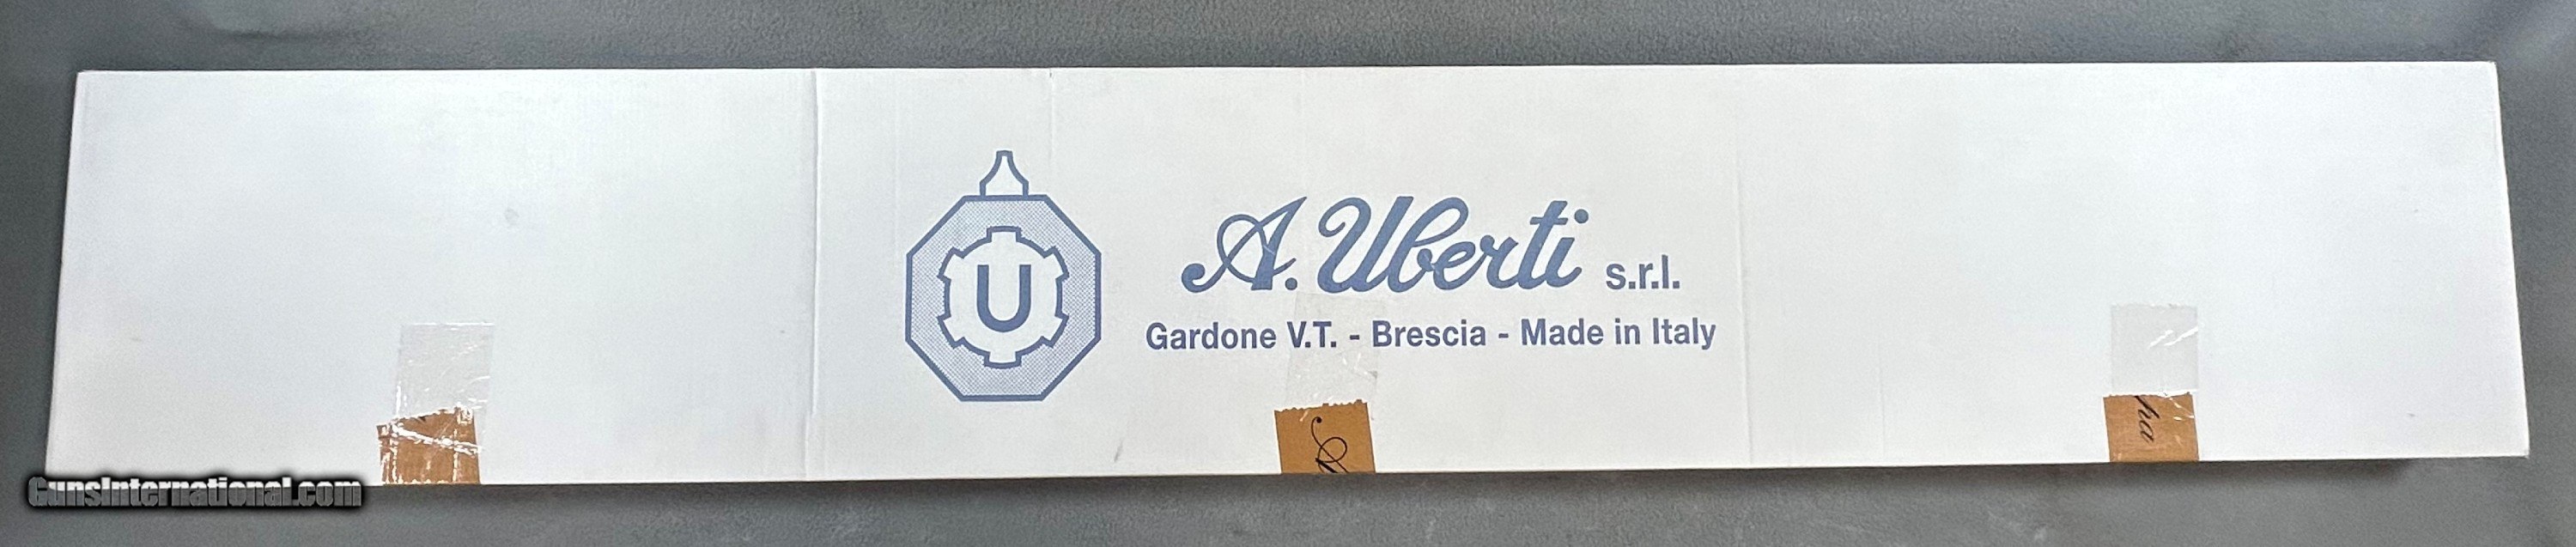 U
A. Uberti s.r.l.
Gardone V.T. - Brescia - Made in Italy
GunsInternational.com